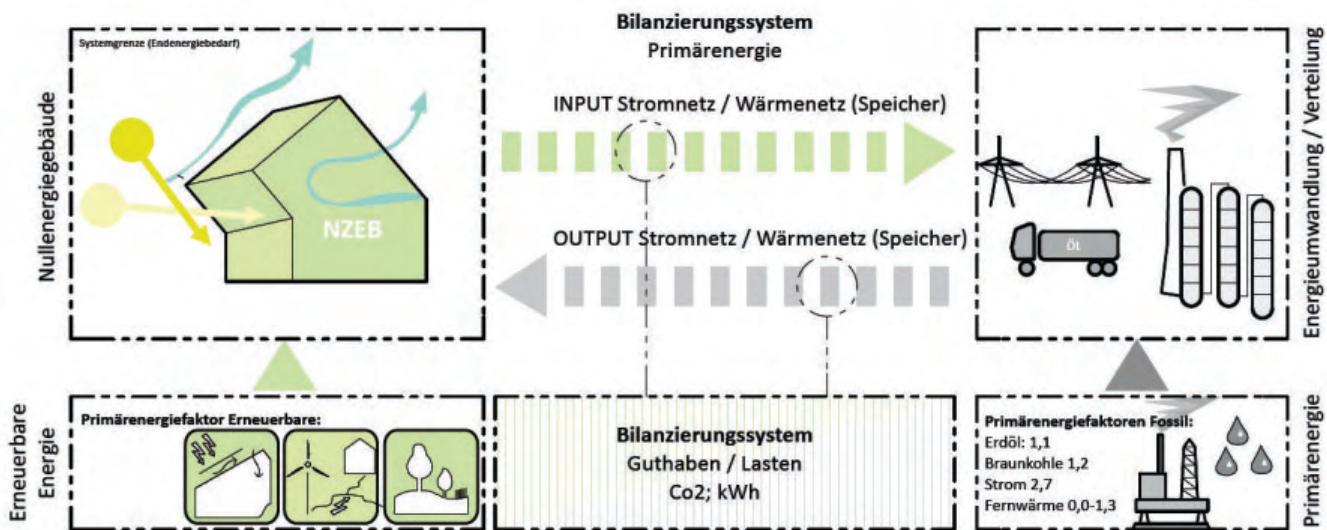 Bilanzierungssystem
Primärenergie
Systemgrenze (Endenergiebedarf)
Nullenergiegebäude
NZEB
INPUT Stromnetz / Wärmenetz (Speicher)
OUTPUT Stromnetz / Wärmenetz (Speicher)
ÖL
Energieumwandlung / Verteilung
Erneuerbare
Energie
Primärenergiefaktor Erneuerbare:
Bilanzierungssystem
Guthaben / Lasten
Co2; kWh
Primärenergiefaktoren Fossil:
Erdöl: 1,1
Braunkohle 1,2
Strom 2,7
Fernwärme 0,0-1,3
Primärenergie